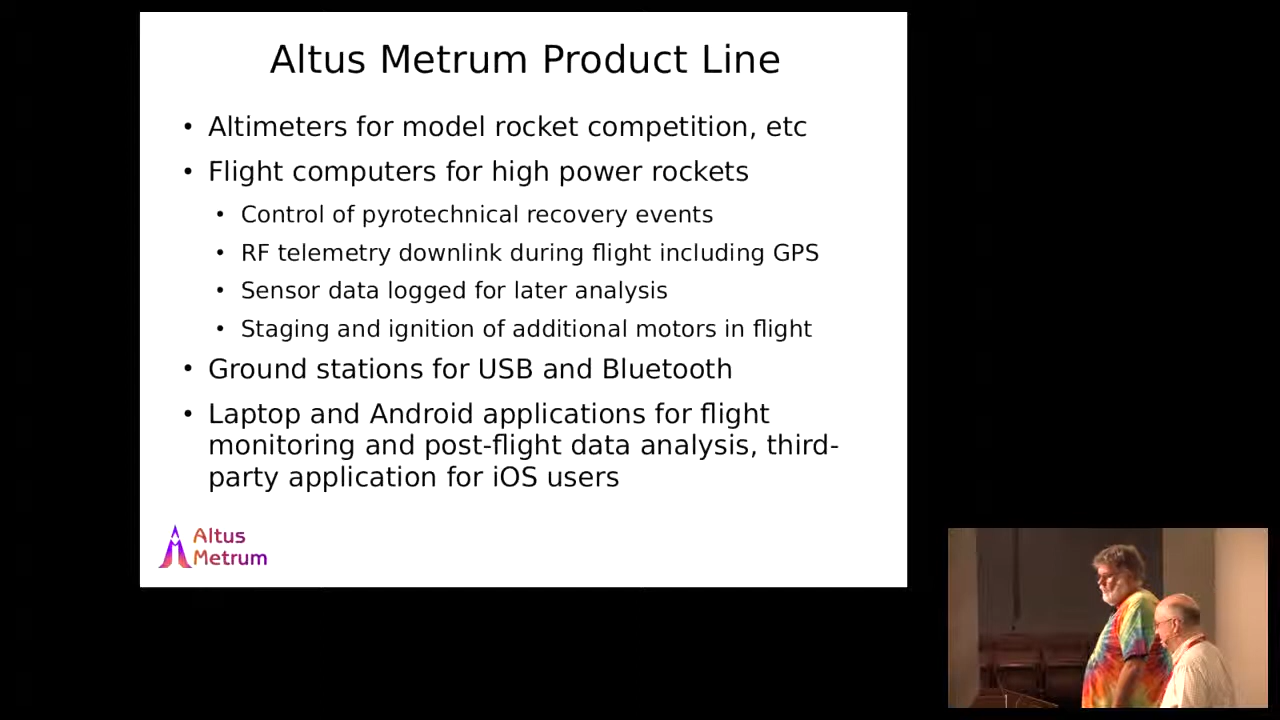 Altus Metrum Product Line
• Altimeters for model rocket competition, etc
• Flight computers for high power rockets
• Control of pyrotechnical recovery events
• RF telemetry downlink during flight including GPS
• Sensor data logged for later analysis
• Staging and ignition of additional motors in flight
• Ground stations for USB and Bluetooth
• Laptop and Android applications for flight
monitoring and post-flight data analysis, third-
party application for iOS users
Altus
Metrum